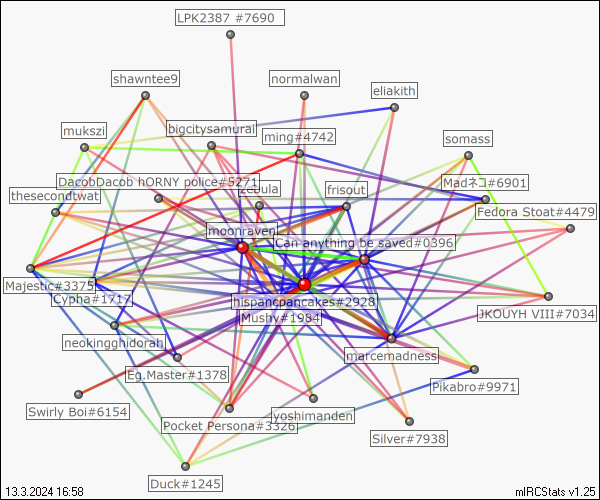 LPK2387 #7690
shawntee9
normalwan
eliakith
mukszi
bigcitysamurai
ming#4742
somass
DacobDacob hORNY police#5271
Madネコ#6901
thesecondtwat
zebula
frisout
Fedora Stoat#4479
moonraven
Can anything be saved#0396
Majestic#3375
Cypha#1717
hispancpancakes#2928
JKOUYH VIII#7034
Mushy#1984
neokingghidorah
marcemadness
Eg.Master#1378
Pikabro#9971
Swirly Boi#6154
Pocket Persona#3326
yoshimanden
Silver#7938
Duck#1245
13.3.2024 16:58
mIRCStats v1.25